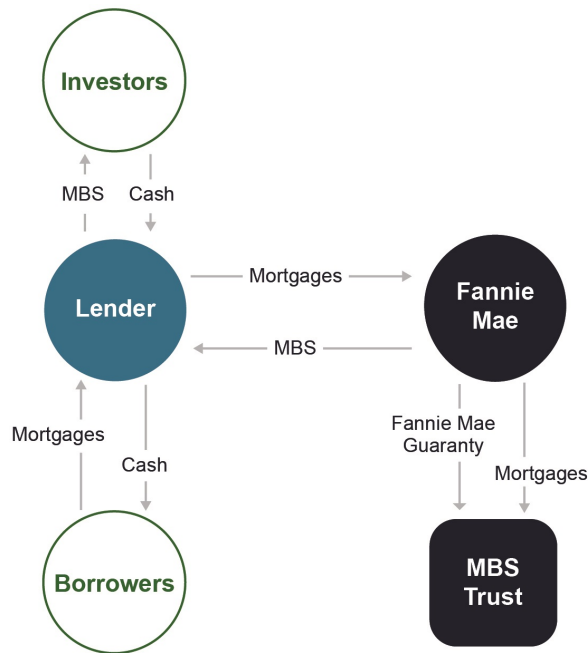 Investors
MBS
Cash
Lender
Mortgages
Fannie
Mae
MBS
Mortgages
Cash
Fannie Mae
Guaranty
Mortgages
Borrowers
MBS
Trust